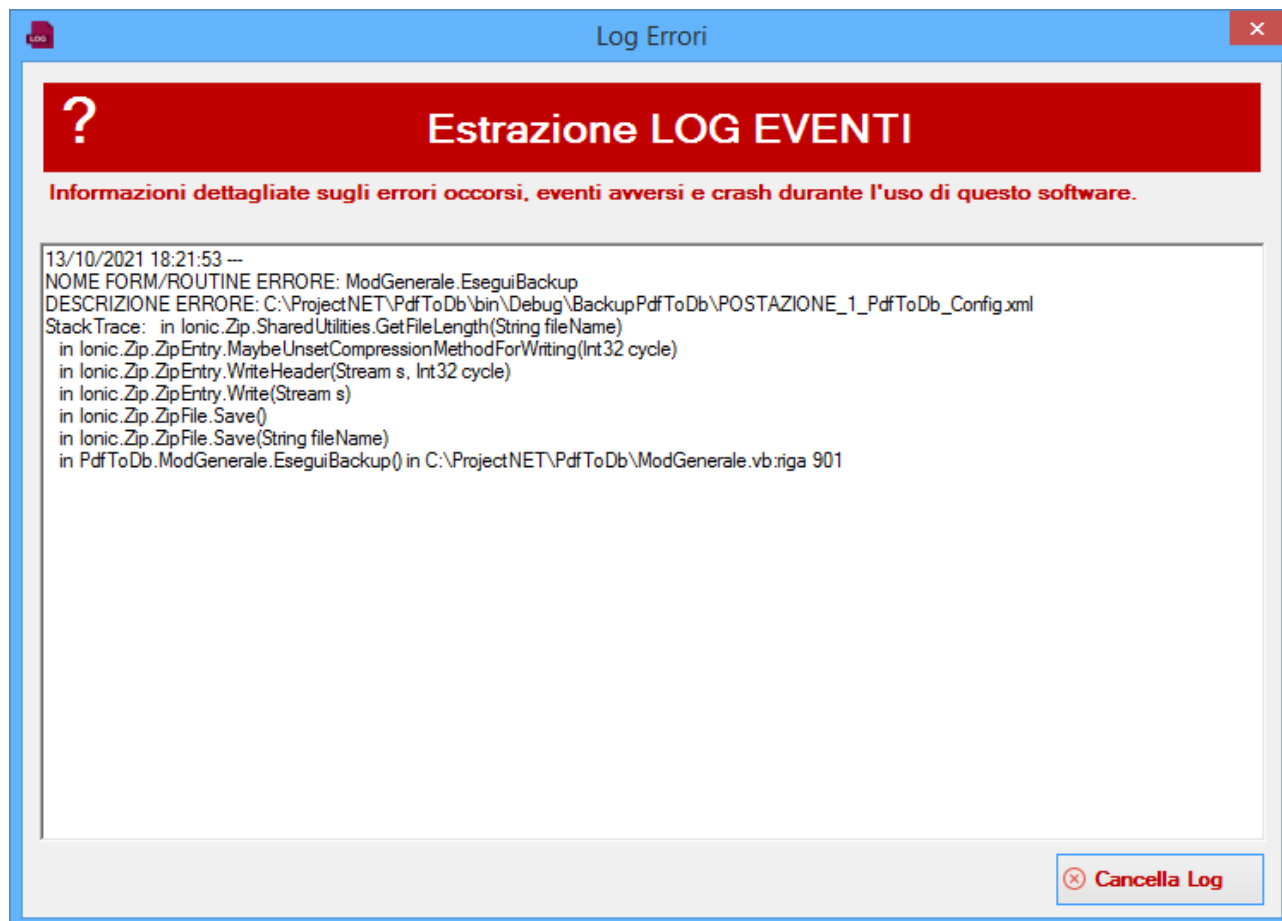 LOG
Log Errori
?
Estrazione LOG EVENTI
Informazioni dettagliate sugli errori occorsi, eventi avversi e crash durante l'uso di questo software.
13/10/2021 18:21:53 ---
NOME FORM/ROUTINE ERRORE: ModGenerale.EseguiBackup
DESCRIZIONE ERRORE: C:\ProjectNET\PdfToDb\bin\Debug\BackupPdfToDb\POSTAZIONE_1_PdfToDb_Config.xml
StackTrace:   in Ionic.Zip.SharedUtilities.GetFileLength(String fileName)
   in Ionic.Zip.ZipEntry.MaybeUnsetCompressionMethodForWriting(Int32 cycle)
   in Ionic.Zip.ZipEntry.WriteHeader(Stream s, Int32 cycle)
   in Ionic.Zip.ZipEntry.Write(Stream s)
   in Ionic.Zip.ZipFile.Save()
   in Ionic.Zip.ZipFile.Save(String fileName)
   in PdfToDb.ModGenerale.EseguiBackup() in C:\ProjectNET\PdfToDb\ModGenerale.vb:riga 901
Cancella Log